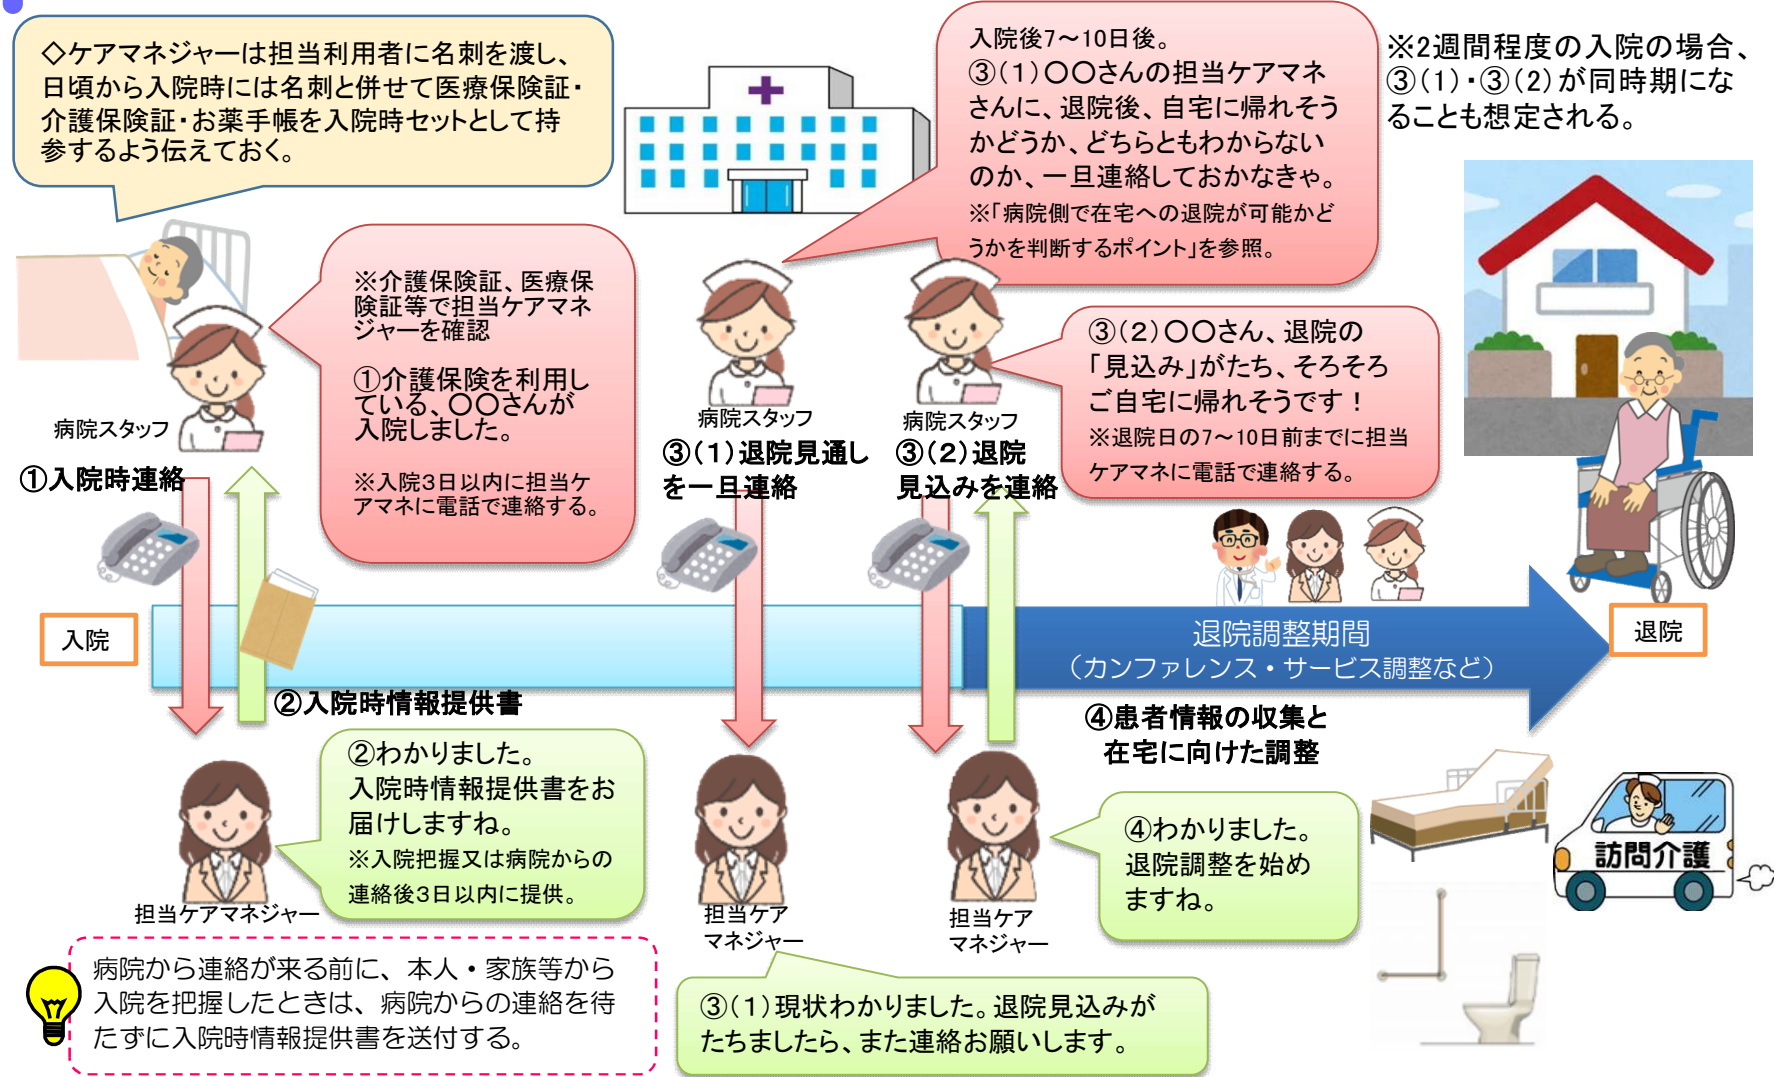 ◇ケアマネジャーは担当利用者に名刺を渡し、
日頃から入院時には名刺と併せて医療保険証・
介護保険証・お薬手帳を入院時セットとして持
参するよう伝えておく。
入院後7～10日後。
③(1)〇〇さんの担当ケアマネ
さんに、退院後、自宅に帰れそう
かどうか、どちらともわからない
のか、一旦連絡しておかなきゃ。
※「病院側で在宅への退院が可能かど
うかを判断するポイント」を参照。
※2週間程度の入院の場合、
③(1)・③(2)が同時期にな
ることも想定される。
※介護保険証、医療保
険証等で担当ケアマネ
ジャーを確認
①介護保険を利用し
ている、〇〇さんが
入院しました。
※入院3日以内に担当ケ
アマネに電話で連絡する。
③(2)〇〇さん、退院の
「見込み」がたち、そろそろ
ご自宅に帰れそうです！
※退院日の7～10日前までに担当
ケアマネに電話で連絡する。
病院スタッフ
①入院時連絡
病院スタッフ
③(1)退院見通し
を一旦連絡
病院スタッフ
③(2)退院
見込みを連絡
入院
退院調整期間
（カンファレンス・サービス調整など）
退院
②入院時情報提供書
④患者情報の収集と
在宅に向けた調整
②わかりました。
入院時情報提供書をお
届けしますね。
※入院把握又は病院からの
連絡後3日以内に提供。
④わかりました。
退院調整を始め
ますね。
訪問介護
担当ケアマネジャー
担当ケア
マネジャー
担当ケア
マネジャー
病院から連絡が来る前に、本人・家族等から
入院を把握したときは、病院からの連絡を待
たずに入院時情報提供書を送付する。
③(1)現状わかりました。退院見込みが
たちましたら、また連絡お願いします。